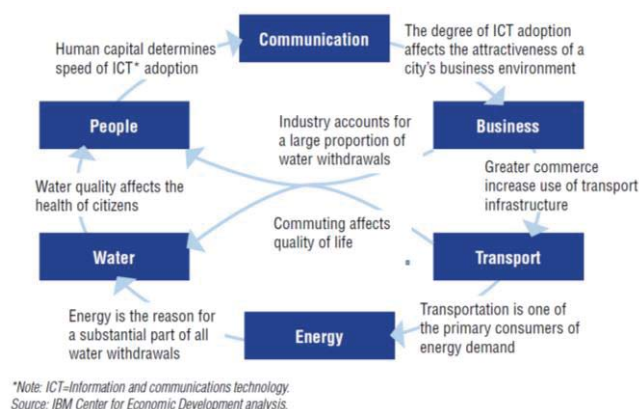 Communication
Human capital determines
speed of ICT* adoption
The degree of ICT adoption
affects the attractiveness of a
city's business environment
People
Industry accounts for
a large proportion of
water withdrawals
Business
Water quality affects the
health of citizens
Greater commerce
increase use of transport
infrastructure
Commuting affects
quality of life
Water
Transport
Energy is the reason for
a substantial part of all
water withdrawals
Energy
Transportation is one of
the primary consumers of
energy demand
*Note: ICT=Information and communications technology.
Source: IBM Center for Economic Development analysis.